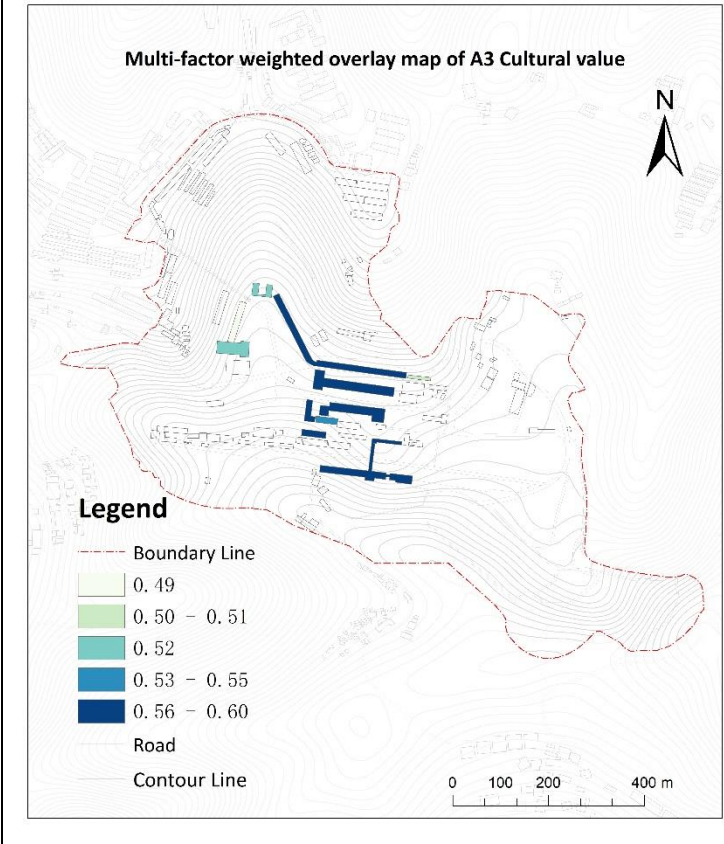 Multi-factor weighted overlay map of A3 Cultural value
N
Legend
Boundary Line
0.49
0.50 - 0.51
0.52
0.53 - 0.55
0.56 - 0.60
Road
Contour Line
0 100 200 400 m